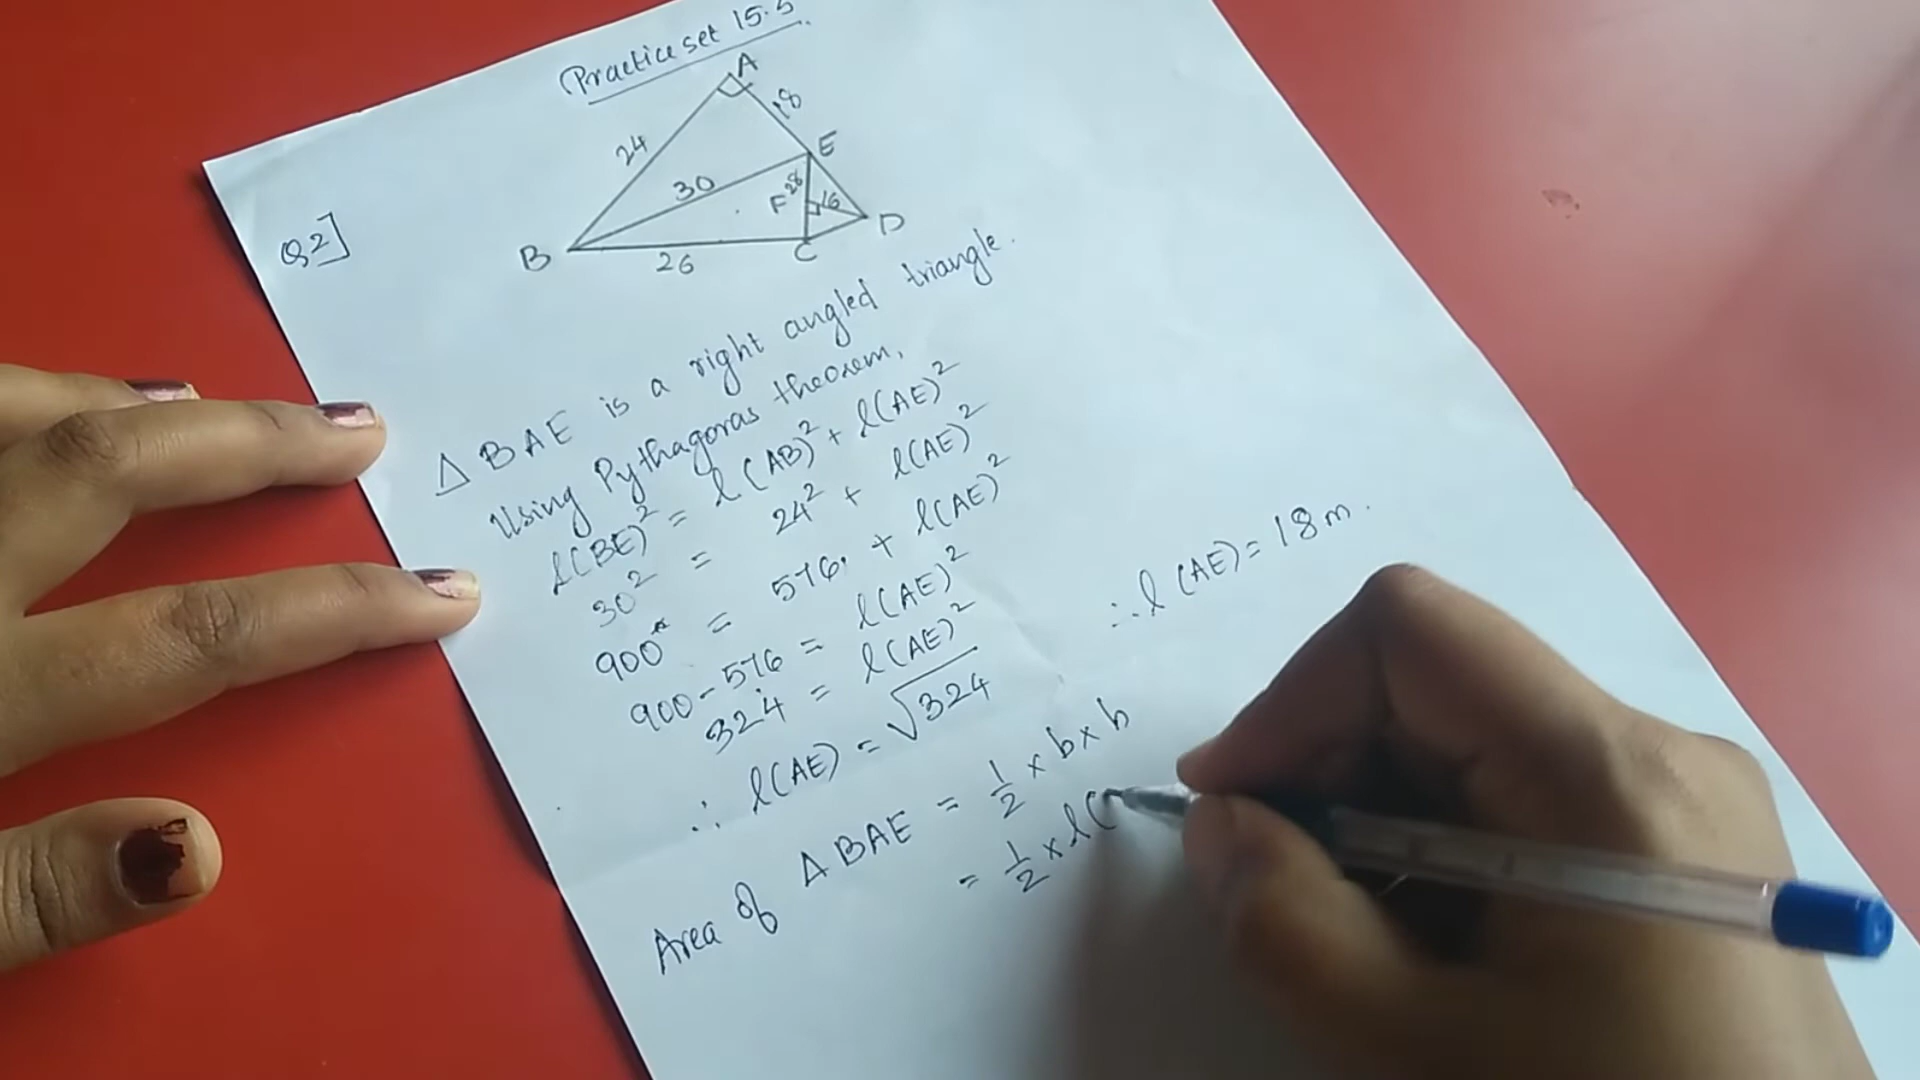 Practice set 15.5
A
24
18
E
30
28
F
16
Q2]
B
26
C
D
△ BAE is a right angled triangle.
Using Pythagoras theorem,
l(BE)² = l(AB)² + l(AE)²
30² = 24² + l(AE)²
900 = 576 + l(AE)²
900 - 576 = l(AE)²
324 = l(AE)²
∴ l(AE) = √324
∴ l(AE) = 18m.
Area of △ BAE = 1/2 × b × h
= 1/2 × l(